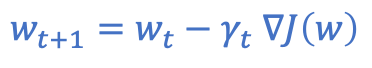 w_{t+1} = w_t − γ_t ∇J(w)